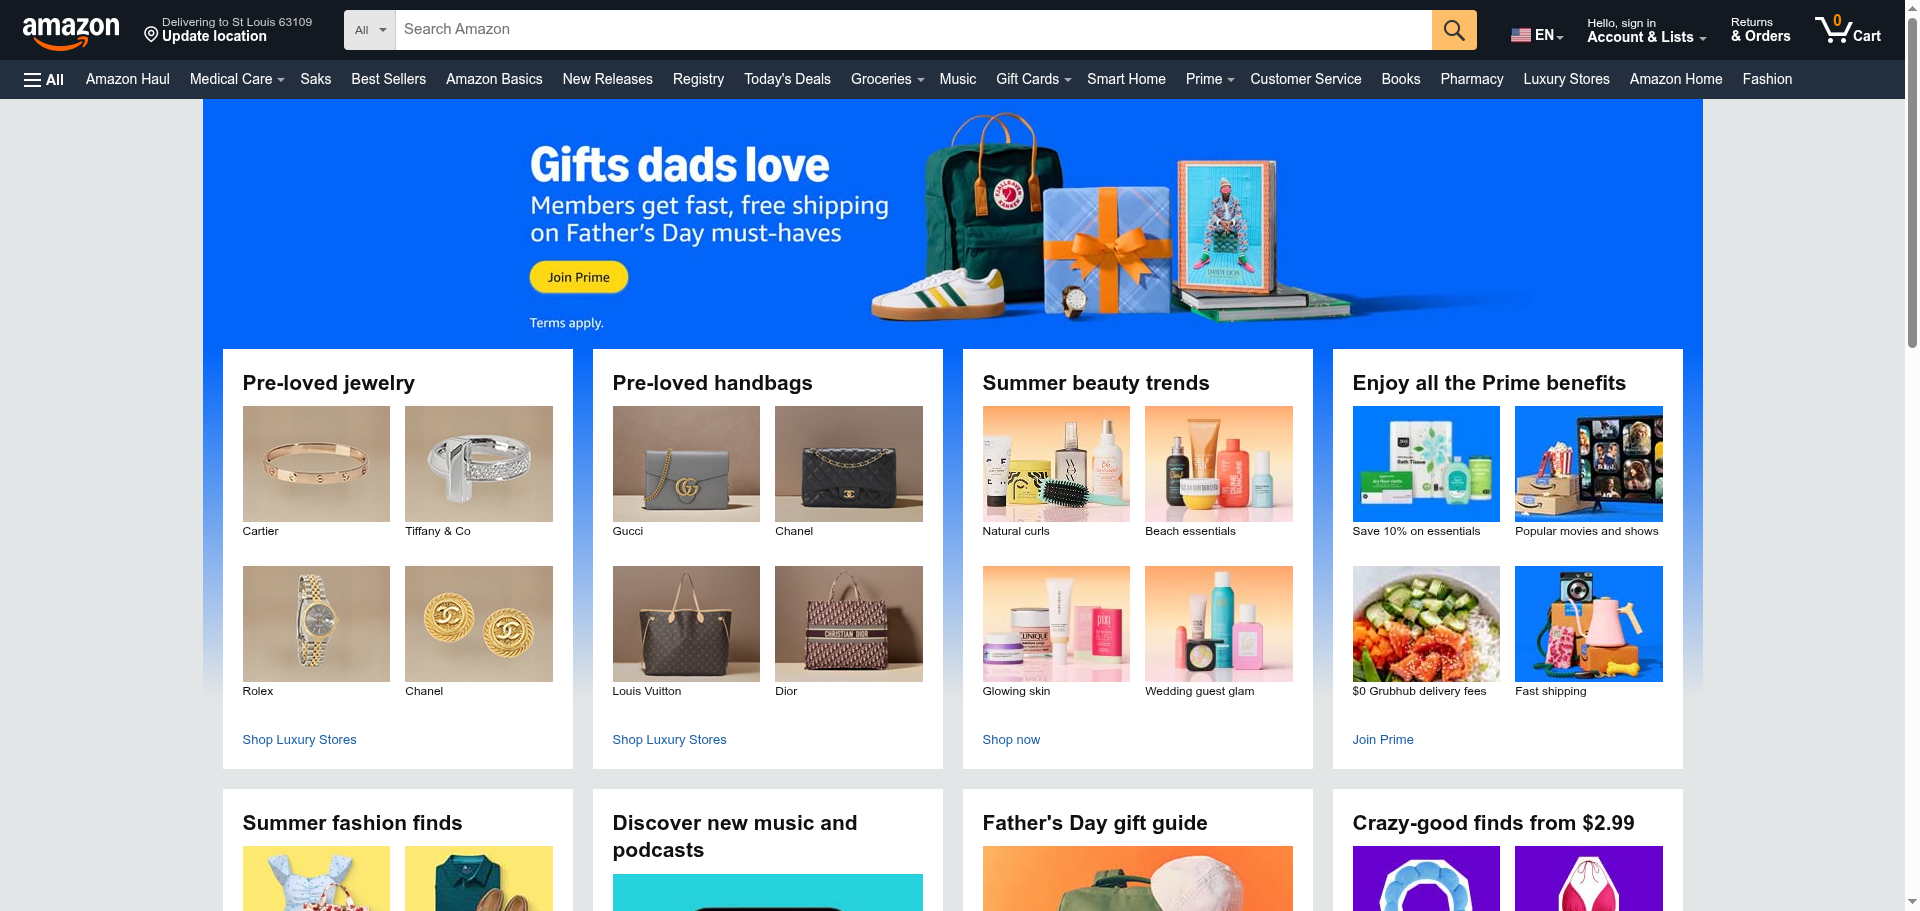 amazon
Delivering to St Louis 63109
Update location
All
Search Amazon
EN
Hello, sign in
Account & Lists
Returns
& Orders
0
Cart
All
Amazon Haul
Medical Care
Saks
Best Sellers
Amazon Basics
New Releases
Registry
Today's Deals
Groceries
Music
Gift Cards
Smart Home
Prime
Customer Service
Books
Pharmacy
Luxury Stores
Amazon Home
Fashion
Gifts dads love
Members get fast, free shipping
on Father's Day must-haves
Join Prime
Terms apply.
Pre-loved jewelry
Cartier
Tiffany & Co
Rolex
Chanel
Shop Luxury Stores
Pre-loved handbags
Gucci
Chanel
CHRISTIAN DIOR
Louis Vuitton
Dior
Shop Luxury Stores
Summer beauty trends
Natural curls
Beach essentials
CLINIQUE
pixi
Glowing skin
Wedding guest glam
Shop now
Enjoy all the Prime benefits
Save 10% on essentials
Popular movies and shows
$0 Grubhub delivery fees
Fast shipping
Join Prime
Summer fashion finds
Discover new music and
podcasts
Father's Day gift guide
Crazy-good finds from $2.99